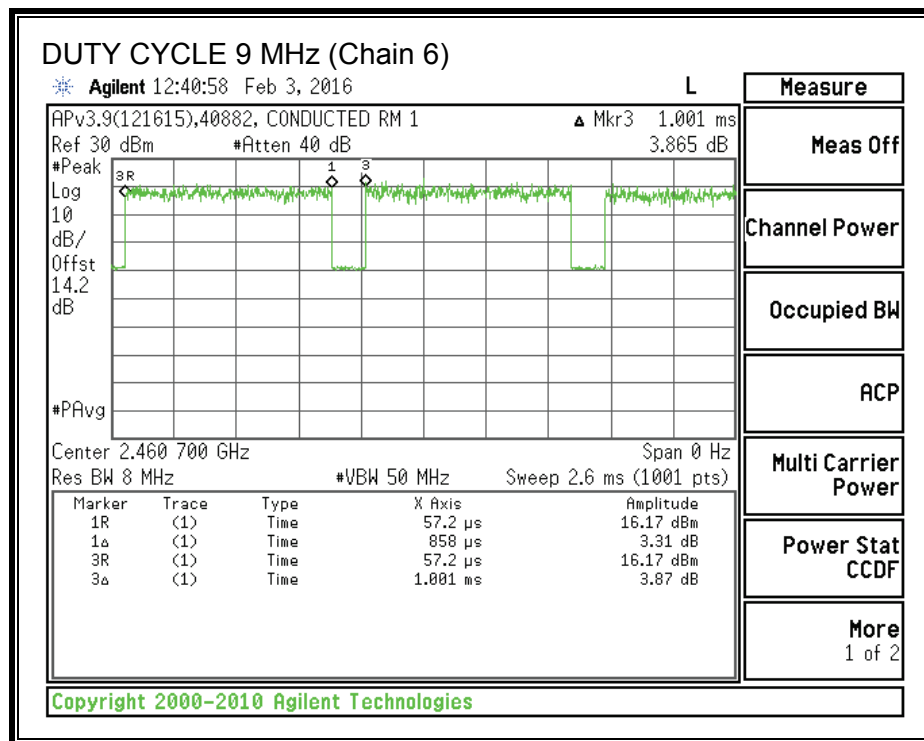 DUTY CYCLE 9 MHz (Chain 6)
Agilent 12:40:58 Feb 3, 2016 L
Measure
APv3.9(121615),40882, CONDUCTED RM 1 Δ Mkr3 1.001 ms
Ref 30 dBm #Atten 40 dB 3.865 dB
Meas Off
#Peak
1 3
3R
Log
10
dB/
Offst
14.2
dB
#PAvg
Channel Power
Occupied BW
ACP
Center 2.460 700 GHz Span 0 Hz
Res BW 8 MHz #VBW 50 MHz Sweep 2.6 ms (1001 pts)
Multi Carrier
Power
Marker Trace Type X Axis Amplitude
1R (1) Time 57.2 µs 16.17 dBm
1Δ (1) Time 858 µs 3.31 dB
3R (1) Time 57.2 µs 16.17 dBm
3Δ (1) Time 1.001 ms 3.87 dB
Power Stat
CCDF
More
1 of 2
Copyright 2000-2010 Agilent Technologies